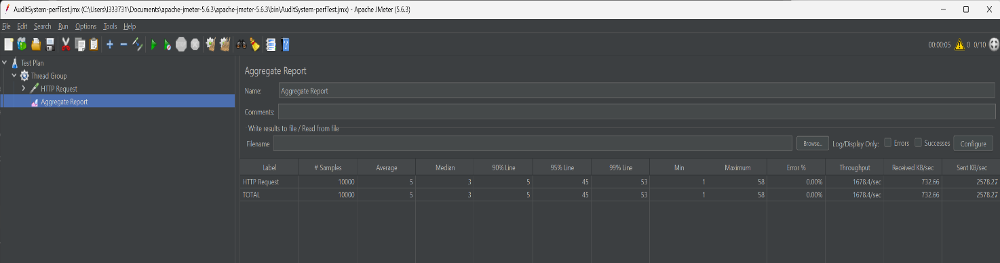 AuditSystem-perfTest.jmx (C:\Users\I333731\Documents\apache-jmeter-5.6.3\apache-jmeter-5.6.3\bin\AuditSystem-perfTest.jmx) - Apache JMeter (5.6.3)
File Edit Search Run Options Tools Help
00:00:05 0 0/10
Test Plan
Thread Group
HTTP Request
Aggregate Report
Aggregate Report
Name: Aggregate Report
Comments:
Write results to file / Read from file
Filename Browse... Log/Display Only: Errors Successes Configure
Label # Samples Average Median 90% Line 95% Line 99% Line Min Maximum Error % Throughput Received KB/sec Sent KB/sec
HTTP Request 10000 5 3 5 45 53 1 58 0.00% 1678.4/sec 732.66 2578.27
TOTAL 10000 5 3 5 45 53 1 58 0.00% 1678.4/sec 732.66 2578.27